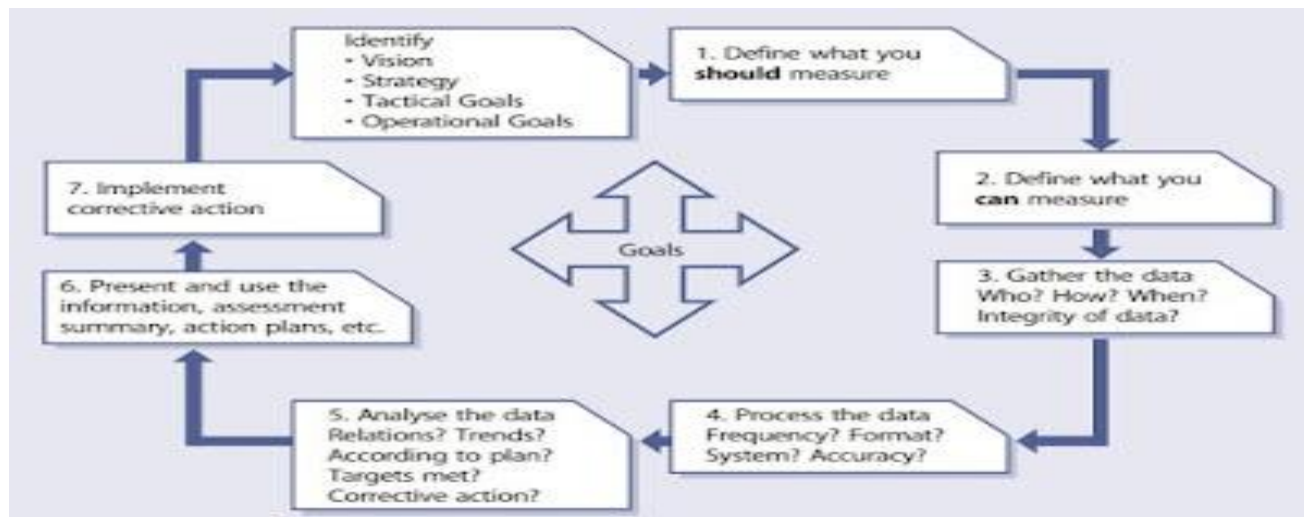 Identify
• Vision
• Strategy
• Tactical Goals
• Operational Goals
1. Define what you
should measure
2. Define what you
can measure
3. Gather the data
Who? How? When?
Integrity of data?
4. Process the data
Frequency? Format?
System? Accuracy?
5. Analyse the data
Relations? Trends?
According to plan?
Targets met?
Corrective action?
6. Present and use the
information, assessment
summary, action plans, etc.
7. Implement
corrective action
Goals